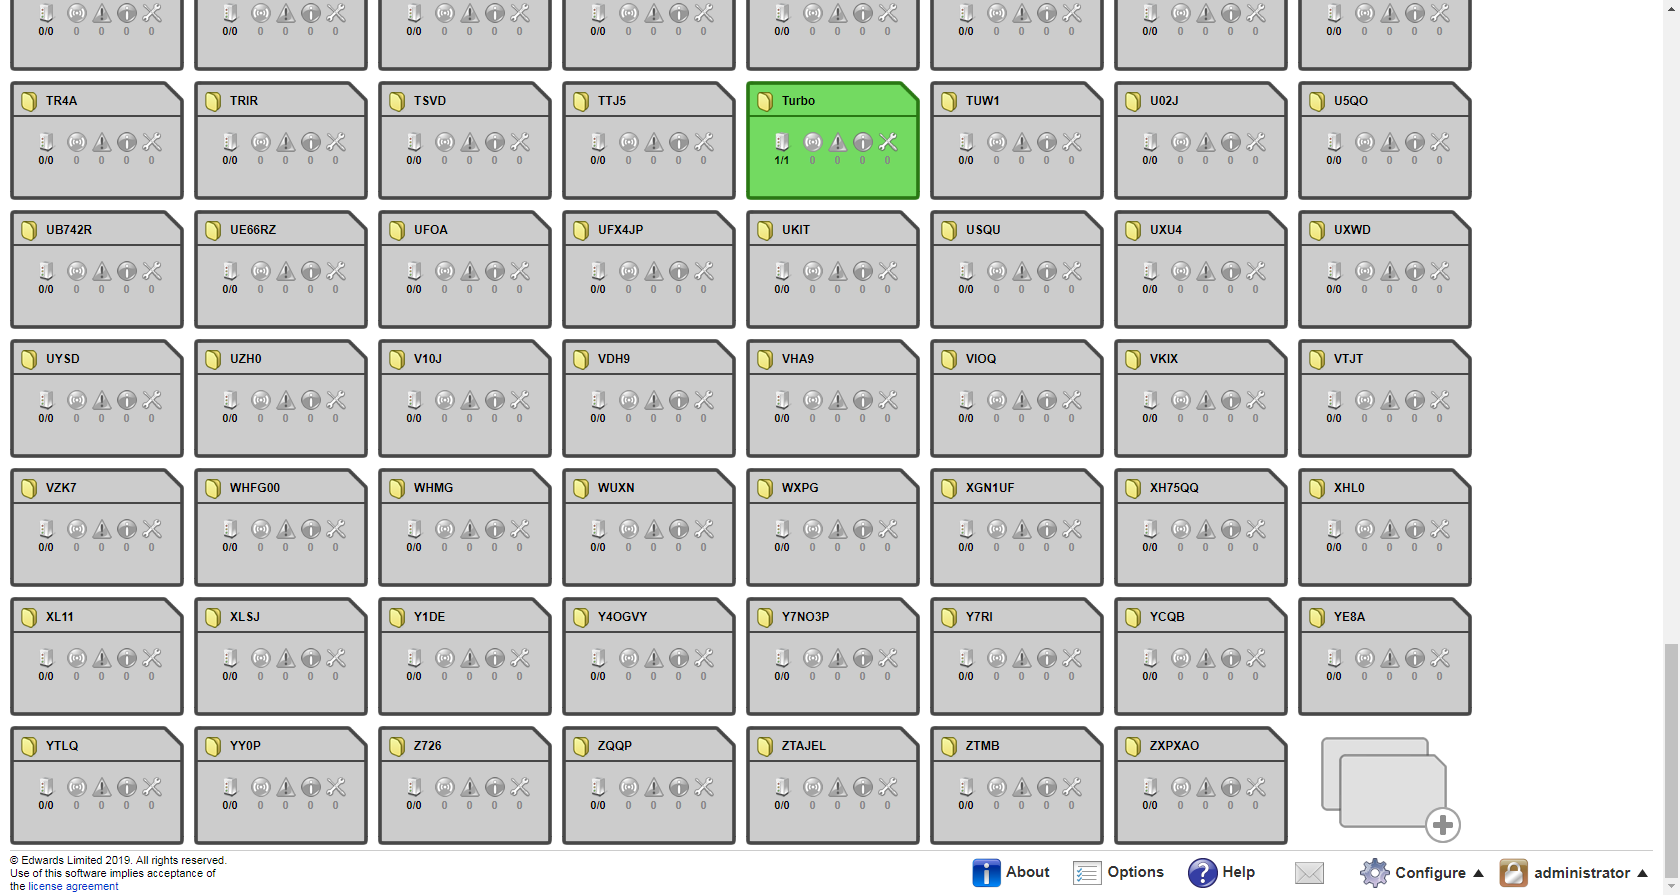 0/0 0 0 0 0 0/0 0 0 0 0 0/0 0 0 0 0 0/0 0 0 0 0 0/0 0 0 0 0 0/0 0 0 0 0 0/0 0 0 0 0 0/0 0 0 0 0
TR4A TRIR TSVD TTJ5 Turbo TUW1 U02J U5QO
0/0 0 0 0 0 0/0 0 0 0 0 0/0 0 0 0 0 0/0 0 0 0 0 1/1 0 0 0 0 0/0 0 0 0 0 0/0 0 0 0 0 0/0 0 0 0 0
UB742R UE66RZ UFOA UFX4JP UKIT USQU UXU4 UXWD
0/0 0 0 0 0 0/0 0 0 0 0 0/0 0 0 0 0 0/0 0 0 0 0 0/0 0 0 0 0 0/0 0 0 0 0 0/0 0 0 0 0 0/0 0 0 0 0
UYSD UZH0 V10J VDH9 VHA9 VIOQ VKIX VTJT
0/0 0 0 0 0 0/0 0 0 0 0 0/0 0 0 0 0 0/0 0 0 0 0 0/0 0 0 0 0 0/0 0 0 0 0 0/0 0 0 0 0 0/0 0 0 0 0
VZK7 WHFG00 WHMG WUXN WXPG XGN1UF XH75QQ XHL0
0/0 0 0 0 0 0/0 0 0 0 0 0/0 0 0 0 0 0/0 0 0 0 0 0/0 0 0 0 0 0/0 0 0 0 0 0/0 0 0 0 0 0/0 0 0 0 0
XL11 XLSJ Y1DE Y4OGVY Y7NO3P Y7RI YCQB YE8A
0/0 0 0 0 0 0/0 0 0 0 0 0/0 0 0 0 0 0/0 0 0 0 0 0/0 0 0 0 0 0/0 0 0 0 0 0/0 0 0 0 0 0/0 0 0 0 0
YTLQ YY0P Z726 ZQQP ZTAJEL ZTMB ZXPXAO
0/0 0 0 0 0 0/0 0 0 0 0 0/0 0 0 0 0 0/0 0 0 0 0 0/0 0 0 0 0 0/0 0 0 0 0 0/0 0 0 0 0
© Edwards Limited 2019. All rights reserved.
Use of this software implies acceptance of
the license agreement
About Options Help Configure administrator